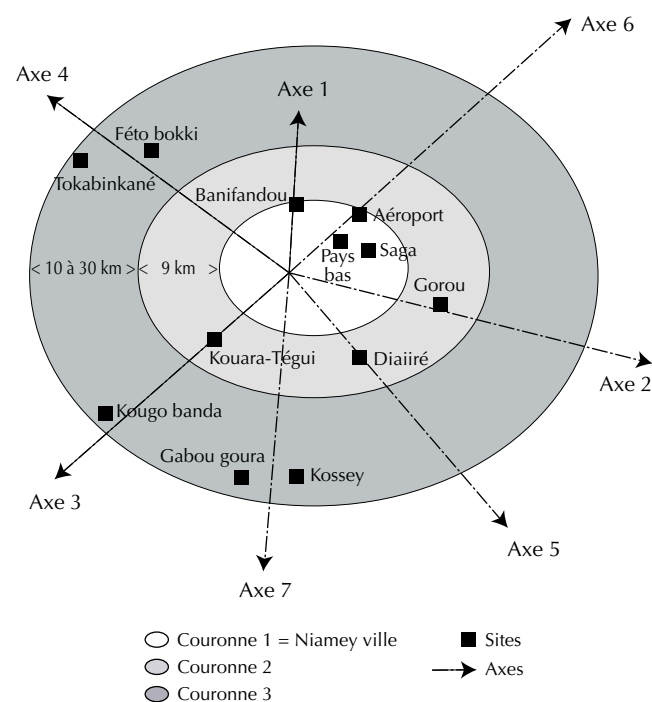 Axe 6
Axe 4
Axe 1
Féto bokki
Tokabinkané
Banifandou
Aéroport
Pays
bas
Saga
< 10 à 30 km >
< 9 km >
Gorou
Kouara-Tégui
Diaiiré
Axe 2
Kougo banda
Gabou goura
Kossey
Axe 3
Axe 5
Axe 7
Couronne 1 = Niamey ville
Couronne 2
Couronne 3
Sites
Axes